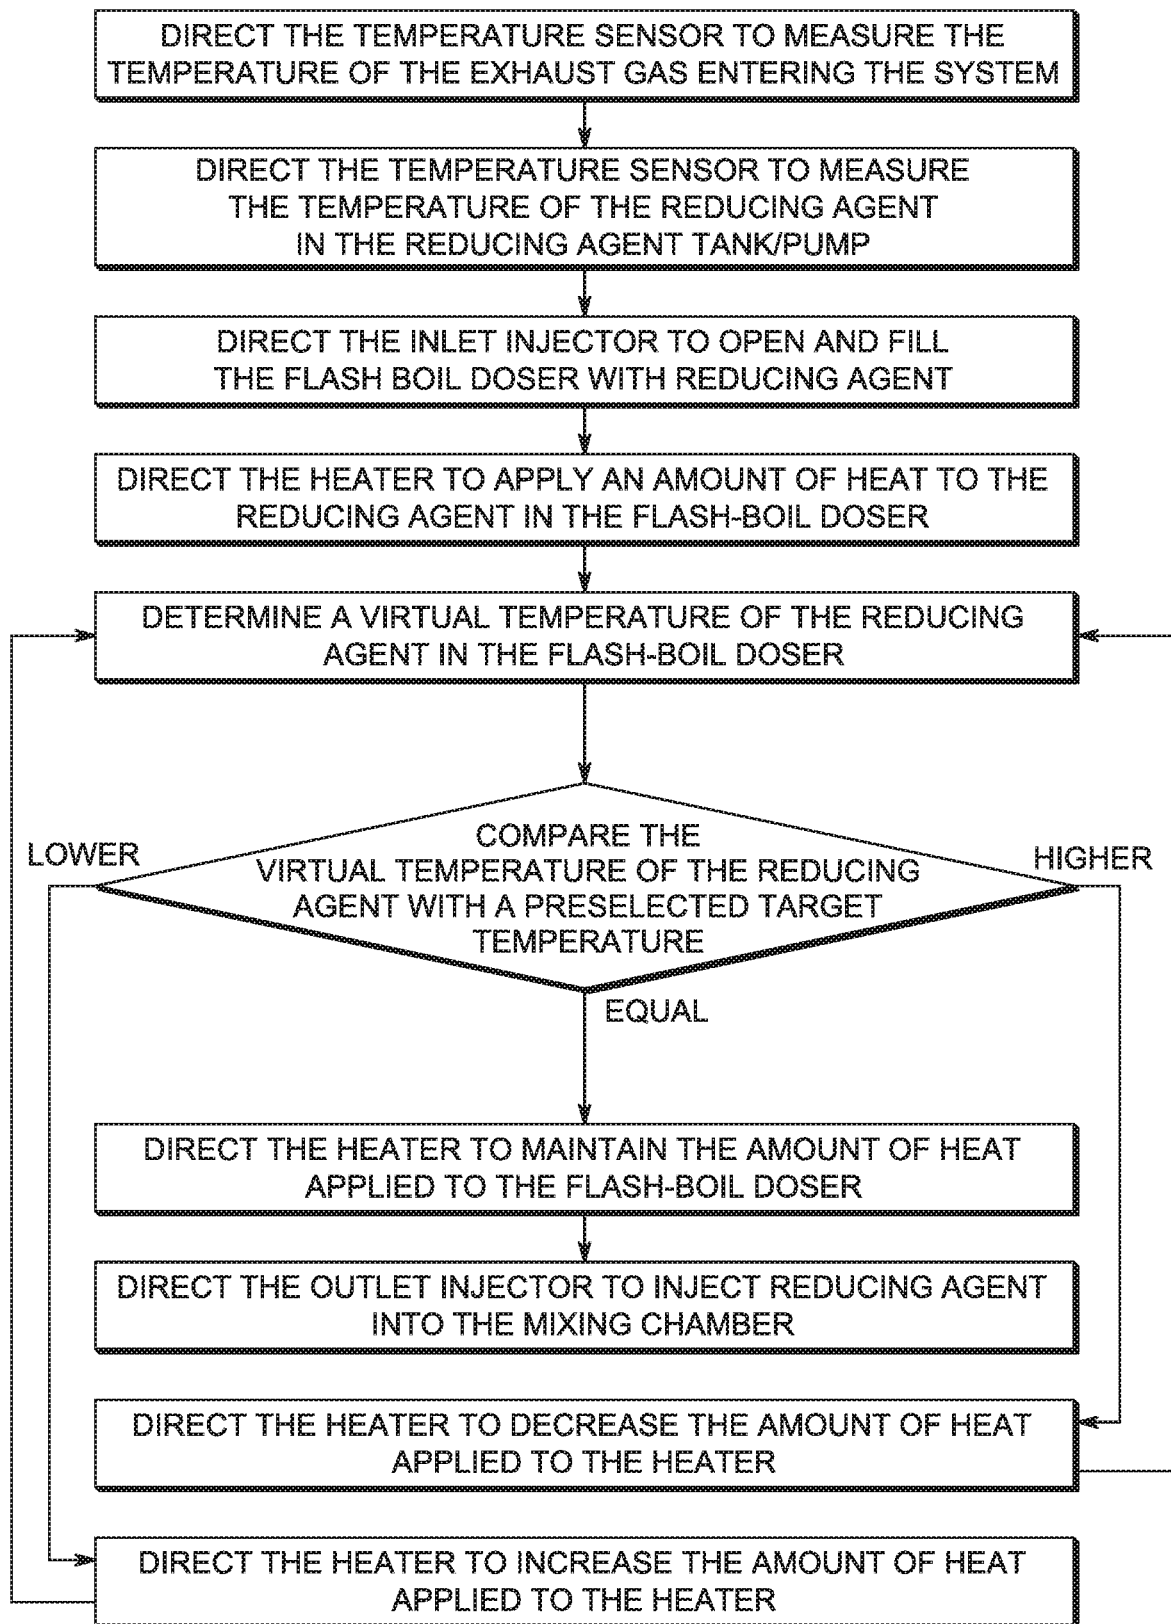 DIRECT THE TEMPERATURE SENSOR TO MEASURE THE
TEMPERATURE OF THE EXHAUST GAS ENTERING THE SYSTEM
DIRECT THE TEMPERATURE SENSOR TO MEASURE
THE TEMPERATURE OF THE REDUCING AGENT
IN THE REDUCING AGENT TANK/PUMP
DIRECT THE INLET INJECTOR TO OPEN AND FILL
THE FLASH BOIL DOSER WITH REDUCING AGENT
DIRECT THE HEATER TO APPLY AN AMOUNT OF HEAT TO THE
REDUCING AGENT IN THE FLASH-BOIL DOSER
DETERMINE A VIRTUAL TEMPERATURE OF THE REDUCING
AGENT IN THE FLASH-BOIL DOSER
COMPARE THE
VIRTUAL TEMPERATURE OF THE REDUCING
AGENT WITH A PRESELECTED TARGET
TEMPERATURE
LOWER
HIGHER
EQUAL
DIRECT THE HEATER TO MAINTAIN THE AMOUNT OF HEAT
APPLIED TO THE FLASH-BOIL DOSER
DIRECT THE OUTLET INJECTOR TO INJECT REDUCING AGENT
INTO THE MIXING CHAMBER
DIRECT THE HEATER TO DECREASE THE AMOUNT OF HEAT
APPLIED TO THE HEATER
DIRECT THE HEATER TO INCREASE THE AMOUNT OF HEAT
APPLIED TO THE HEATER